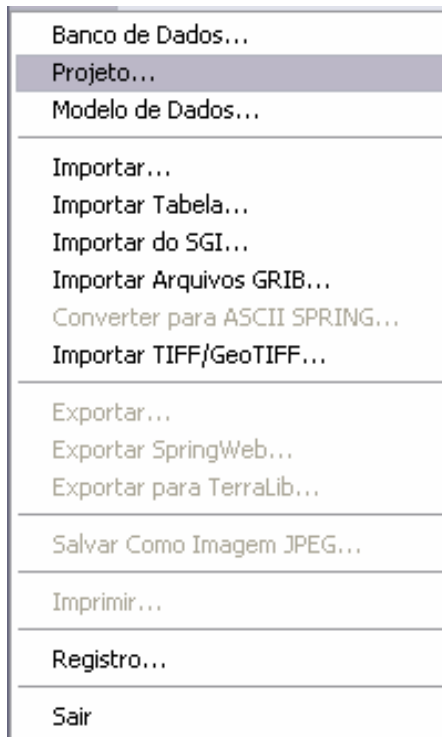 Banco de Dados...
Projeto...
Modelo de Dados...
Importar...
Importar Tabela...
Importar do SGI...
Importar Arquivos GRIB...
Converter para ASCII SPRING...
Importar TIFF/GeoTIFF...
Exportar...
Exportar SpringWeb...
Exportar para TerraLib...
Salvar Como Imagem JPEG...
Imprimir...
Registro...
Sair